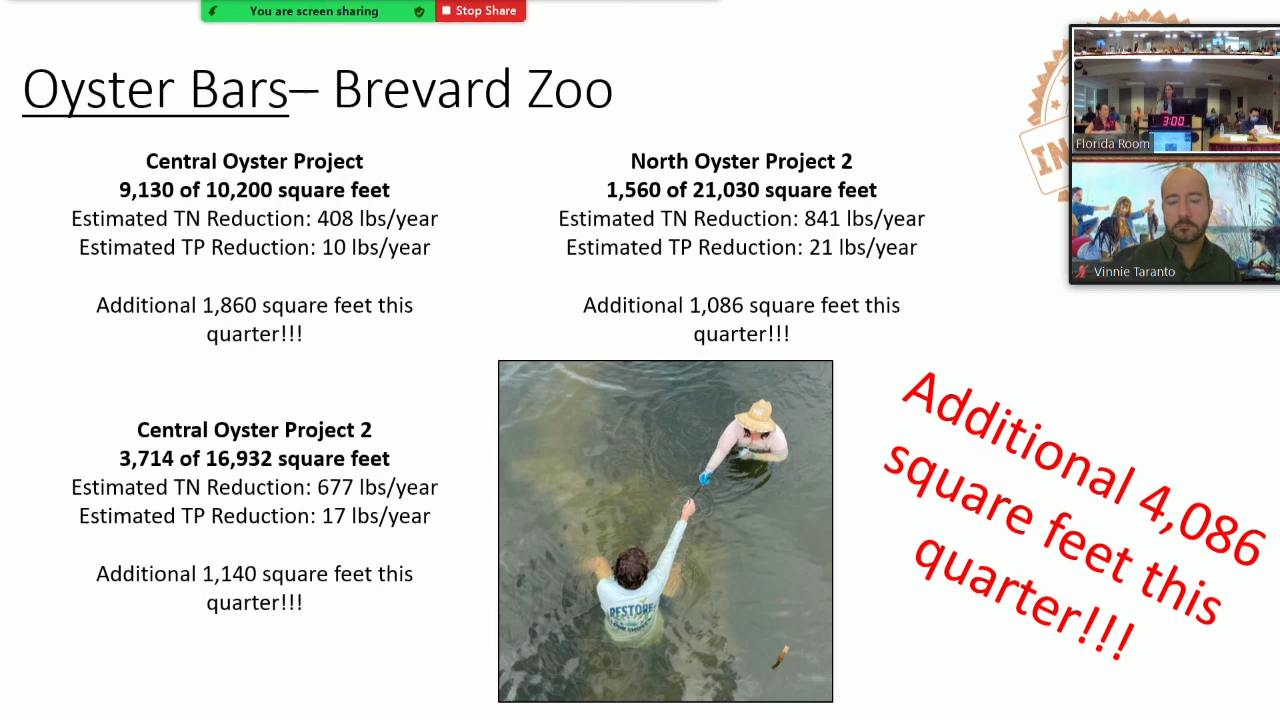 You are screen sharing
Stop Share
Oyster Bars– Brevard Zoo
Central Oyster Project
9,130 of 10,200 square feet
Estimated TN Reduction: 408 lbs/year
Estimated TP Reduction: 10 lbs/year
Additional 1,860 square feet this
quarter!!!
North Oyster Project 2
1,560 of 21,030 square feet
Estimated TN Reduction: 841 lbs/year
Estimated TP Reduction: 21 lbs/year
Additional 1,086 square feet this
quarter!!!
Central Oyster Project 2
3,714 of 16,932 square feet
Estimated TN Reduction: 677 lbs/year
Estimated TP Reduction: 17 lbs/year
Additional 1,140 square feet this
quarter!!!
RESTORE
Additional 4,086
square feet this
quarter!!!
3:00
Florida Room
Vinnie Taranto